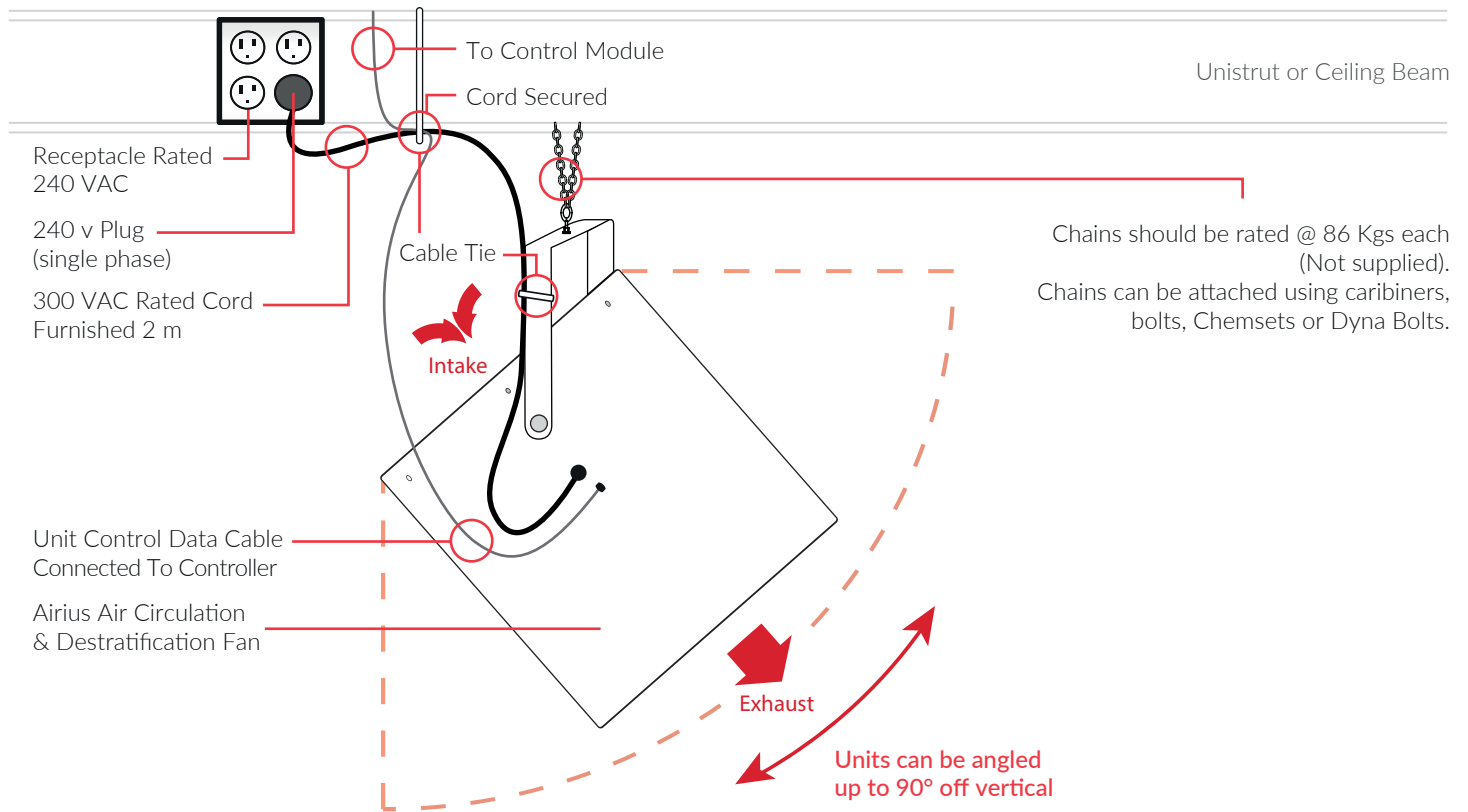 To Control Module
Unistrut or Ceiling Beam
Cord Secured
Receptacle Rated
240 VAC
240 v Plug
(single phase)
Cable Tie
300 VAC Rated Cord
Furnished 2 m
Chains should be rated @ 86 Kgs each
(Not supplied).
Chains can be attached using caribiners,
bolts, Chemsets or Dyna Bolts.
Intake
Unit Control Data Cable
Connected To Controller
Airius Air Circulation
& Destratification Fan
Exhaust
Units can be angled
up to 90° off vertical